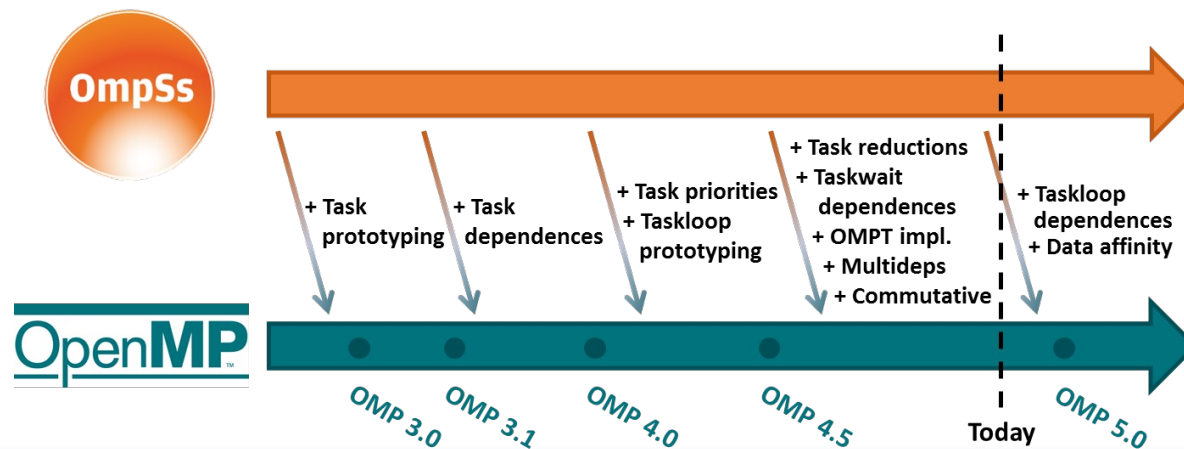 OmpSs
+ Task
prototyping
+ Task
dependences
+ Task priorities
+ Taskloop
prototyping
+ Task reductions
+ Taskwait
dependences
+ OMPT impl.
+ Multideps
+ Commutative
+ Taskloop
dependences
+ Data affinity
OpenMP™
OMP 3.0
OMP 3.1
OMP 4.0
OMP 4.5
Today
OMP 5.0